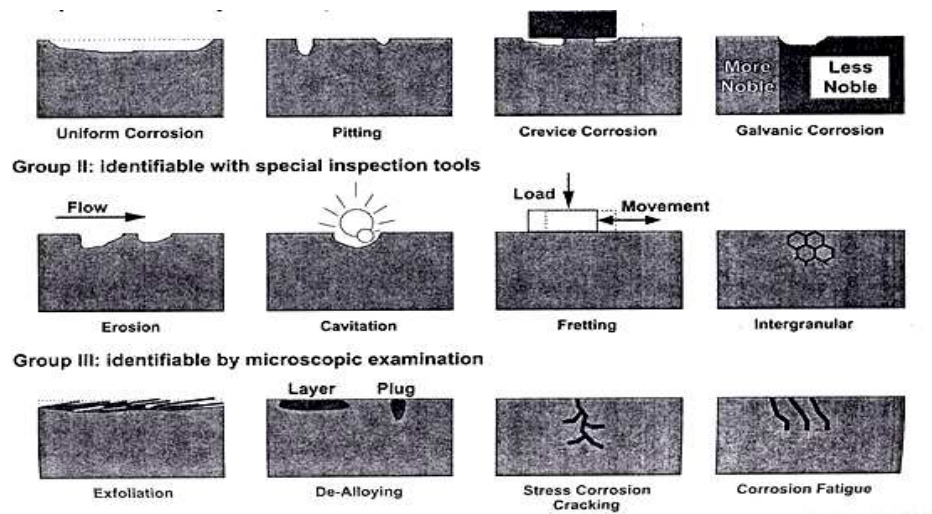 More
Noble
Less
Noble
Uniform Corrosion
Pitting
Crevice Corrosion
Galvanic Corrosion
Group II: identifiable with special inspection tools
Flow
Load
Movement
Erosion
Cavitation
Fretting
Intergranular
Group III: identifiable by microscopic examination
Layer
Plug
Exfoliation
De-Alloying
Stress Corrosion
Cracking
Corrosion Fatigue